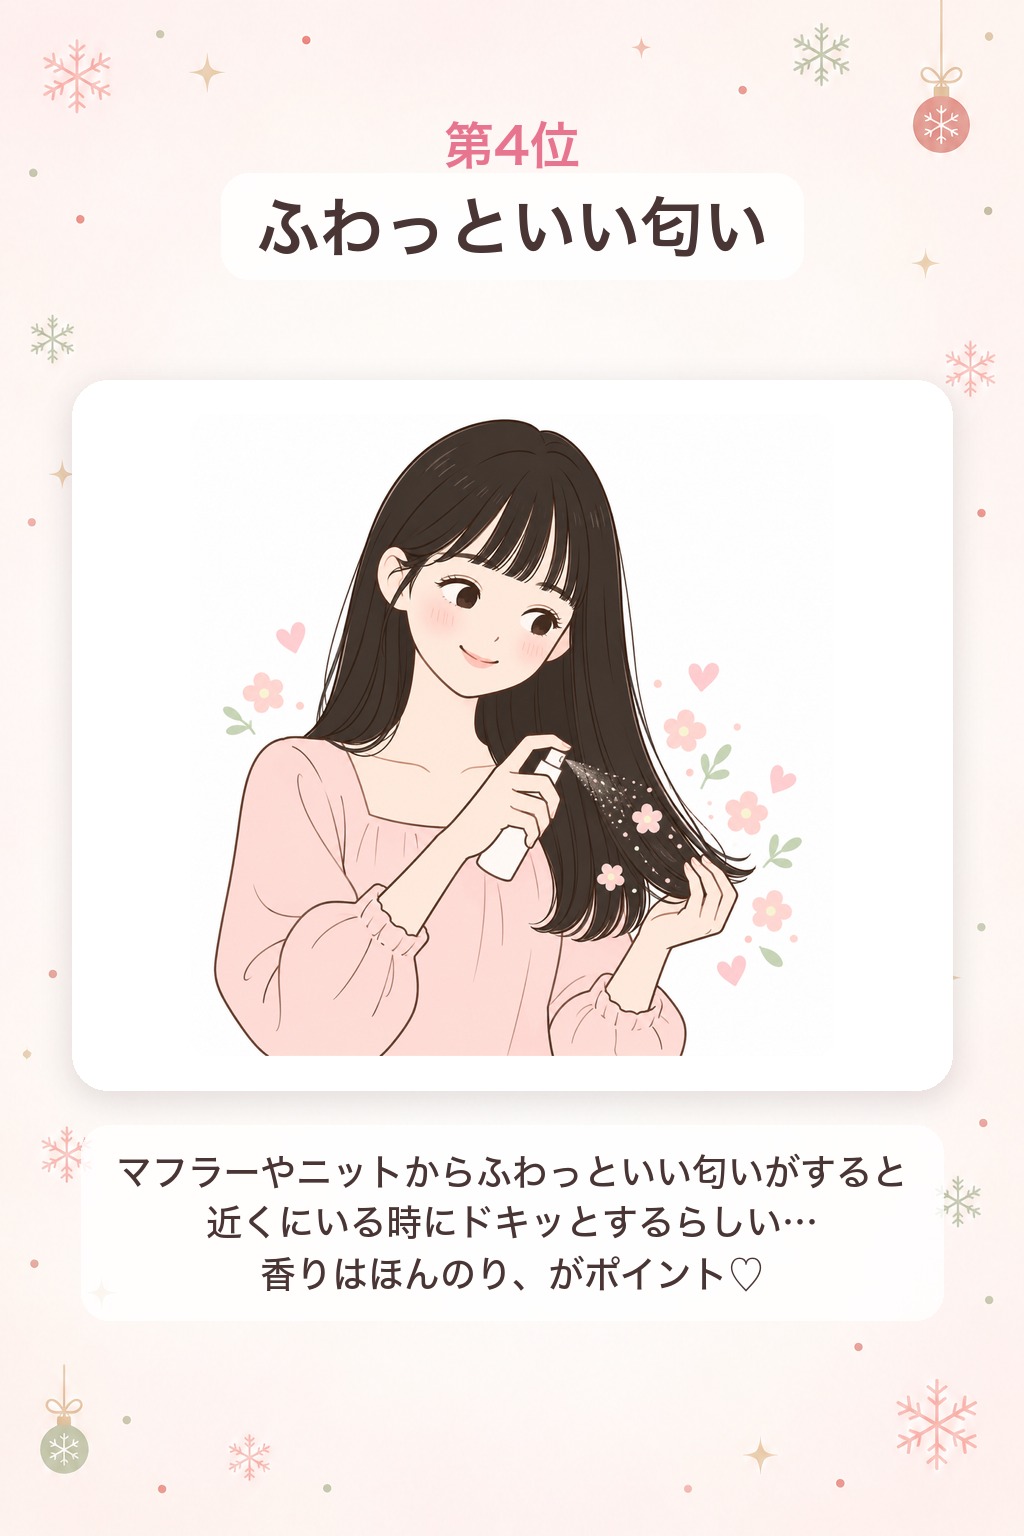 第4位
ふわっといい匂い
マフラーやニットからふわっといい匂いがすると
近くにいる時にドキッとするらしい…
香りはほんのり、がポイント♡